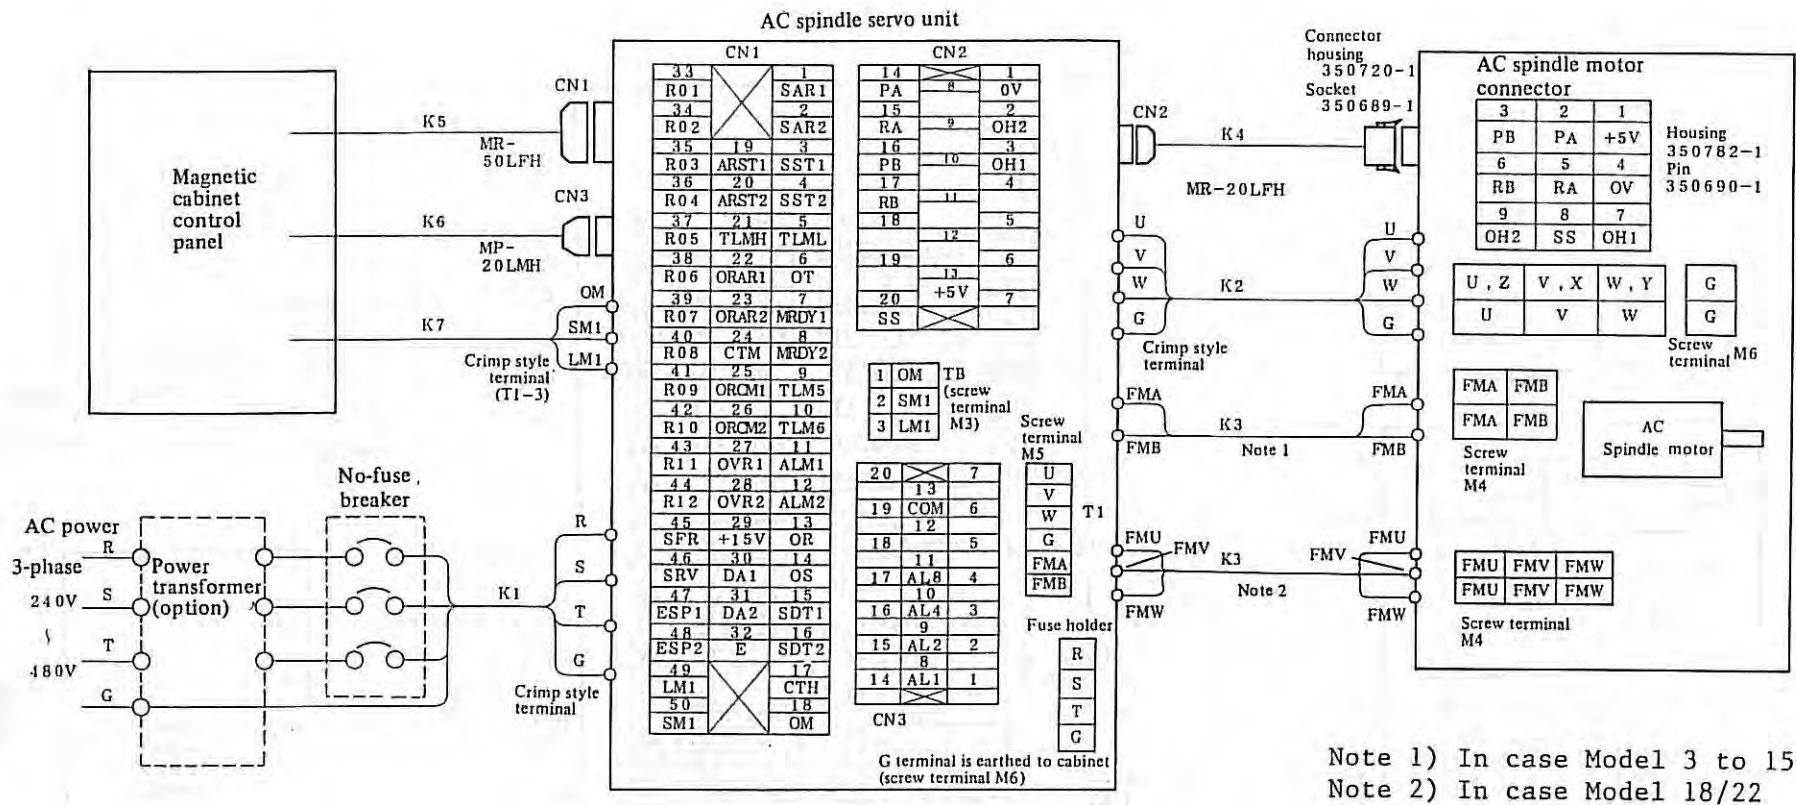 AC spindle servo unit
Magnetic
cabinet
control
panel
K5
MR-
50LFH
CN1
K6
MP-
20LMH
CN3
K7
OM
SM1
LM1
Crimp style
terminal
(T1-3)
AC power
3-phase
240V
480V
R
S
T
G
Power
transformer
(option)
No-fuse
breaker
K1
R
S
T
G
Crimp style
terminal
CN1
33 1
R01 SAR1
34 2
R02 SAR2
35 19 3
R03 ARST1 SST1
36 20 4
R04 ARST2 SST2
37 21 5
R05 TLMH TLML
38 22 6
R06 ORAR1 OT
39 23 7
R07 ORAR2 MRDY1
40 24 8
R08 CTM MRDY2
41 25 9
R09 ORCM1 TLM5
42 26 10
R10 ORCM2 TLM6
43 27 11
R11 OVR1 ALM1
44 28 12
R12 OVR2 ALM2
45 29 13
SFR +15V OR
46 30 14
SRV DA1 OS
47 31 15
ESP1 DA2 SDT1
48 32 16
ESP2 E SDT2
49 17
LM1 CTH
50 18
SM1 OM
CN2
14 1
PA 8 0V
15 2
RA 9 OH2
16 3
PB 10 OH1
17 4
RB 11
18 5
12
19 6
13
+5V
20 7
SS
1 OM
2 SM1
3 LM1
TB
(screw
terminal
M3)
20 7
13
19 COM 6
12
18 5
11
17 AL8 4
10
16 AL4 3
9
15 AL2 2
8
14 AL1 1
CN3
Screw
terminal
M5
U
V
W
G
FMA
FMB
T1
Fuse holder
R
S
T
G
G terminal is earthed to cabinet
(screw terminal M6)
CN2
K4
MR-20LFH
Connector
housing
350720-1
Socket
350689-1
U
V
W
G
Crimp style
terminal
K2
U
V
W
G
FMA
FMB
K3
Note 1
FMA
FMB
FMU
FMV
FMW
K3
Note 2
FMV
FMU
FMW
AC spindle motor
connector
3 2 1
PB PA +5V
6 5 4
RB RA OV
9 8 7
OH2 SS OH1
Housing
350782-1
Pin
350690-1
U , Z V , X W , Y
U V W
G
G
Screw
terminal M6
FMA FMB
FMA FMB
Screw
terminal
M4
AC
Spindle motor
FMU FMV FMW
FMU FMV FMW
Screw terminal
M4
Note 1) In case Model 3 to 15
Note 2) In case Model 18/22